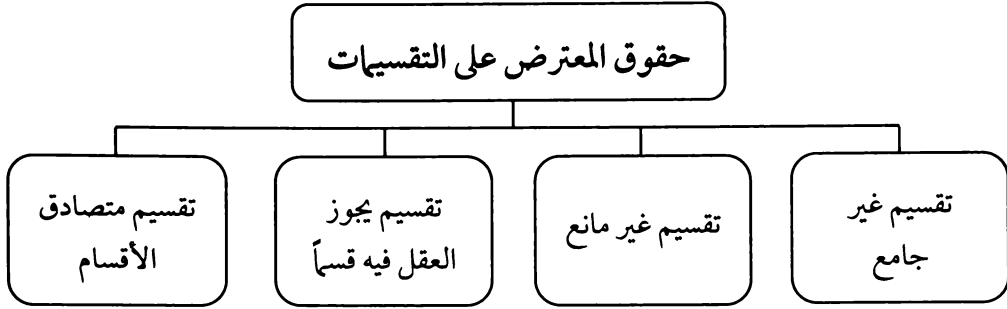 حقوق المعترض على التقسيمات
تقسيم غير
جامع
تقسيم غير مانع
تقسيم يجوز
العقل فيه قسماً
تقسيم متصادق
الأقسام